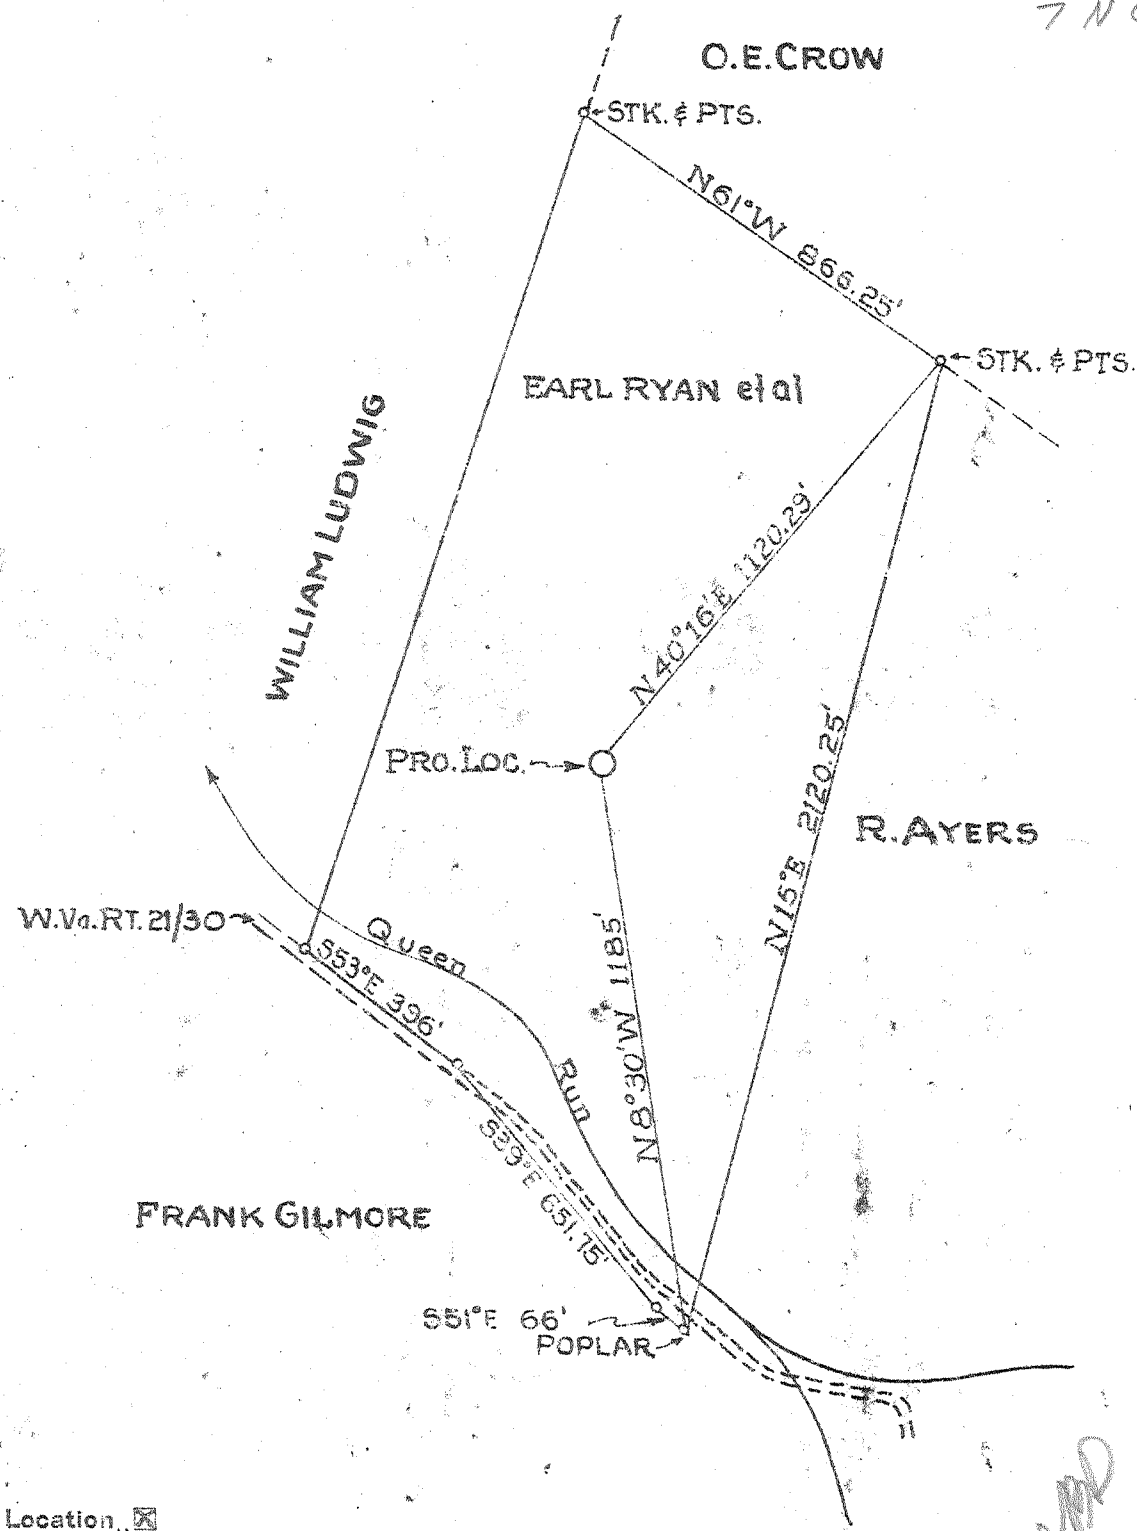 O.E.CROW
STK. & PTS.
N61°W 866.25'
STK. & PTS.
EARL RYAN et al
WILLIAM LUDWIG
N40°16'E 1120.29'
PRO.LOC.
N15°E 2120.25'
R.AYERS
W.Va.RT.21/30
Queen
S53°E 396'
N8°30'W 1185'
Run
S39°E 651.75'
FRANK GILMORE
S51°E 66'
POPLAR
Location